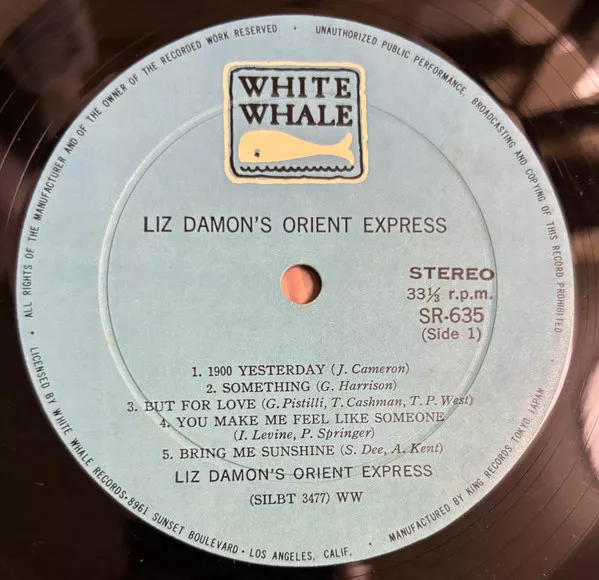 ALL RIGHTS OF THE MANUFACTURER AND OF THE OWNER OF THE RECORDED WORK RESERVED • UNAUTHORIZED PUBLIC PERFORMANCE, BROADCASTING AND COPYING OF THIS RECORD PROHIBITED
WHITE
WHALE
LIZ DAMON'S ORIENT EXPRESS
STEREO
33⅓ r.p.m.
SR-635
(Side 1)
1. 1900 YESTERDAY (J. Cameron)
2. SOMETHING (G. Harrison)
3. BUT FOR LOVE (G. Pistilli, T. Cashman, T. P. West)
4. YOU MAKE ME FEEL LIKE SOMEONE
(I. Levine, P. Springer)
5. BRING ME SUNSHINE (S. Dee, A. Kent)
LIZ DAMON'S ORIENT EXPRESS
(SILBT 3477) WW
LICENSED BY WHITE WHALE RECORDS·8961 SUNSET BOULEVARD • LOS ANGELES, CALIF. • MANUFACTURED BY KING RECORDS TOKYO JAPAN